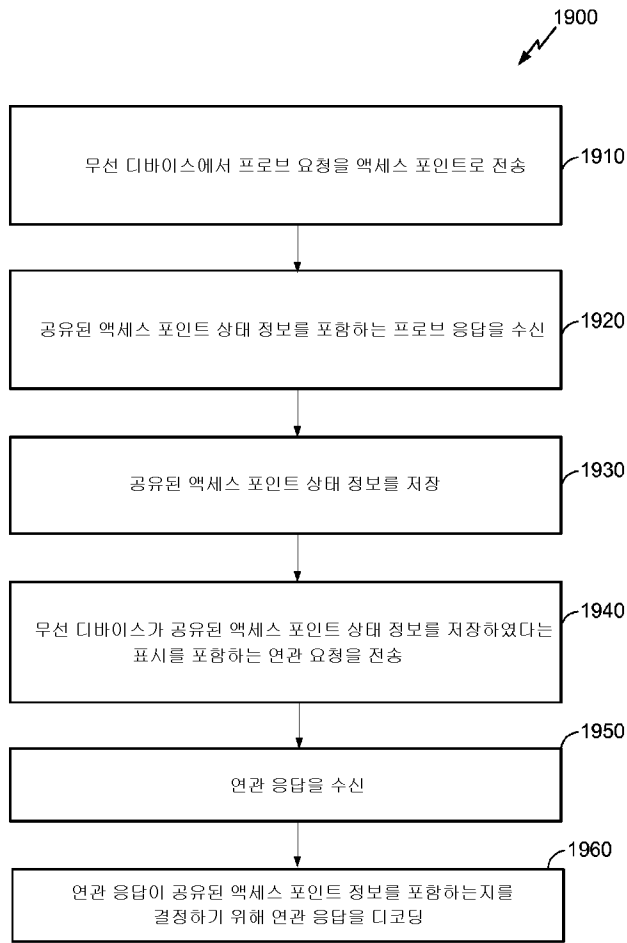 1900
무선 디바이스에서 프로브 요청을 액세스 포인트로 전송
1910
공유된 액세스 포인트 상태 정보를 포함하는 프로브 응답을 수신
1920
공유된 액세스 포인트 상태 정보를 저장
1930
무선 디바이스가 공유된 액세스 포인트 상태 정보를 저장하였다는
표시를 포함하는 연관 요청을 전송
1940
연관 응답을 수신
1950
연관 응답이 공유된 액세스 포인트 정보를 포함하는지를
결정하기 위해 연관 응답을 디코딩
1960